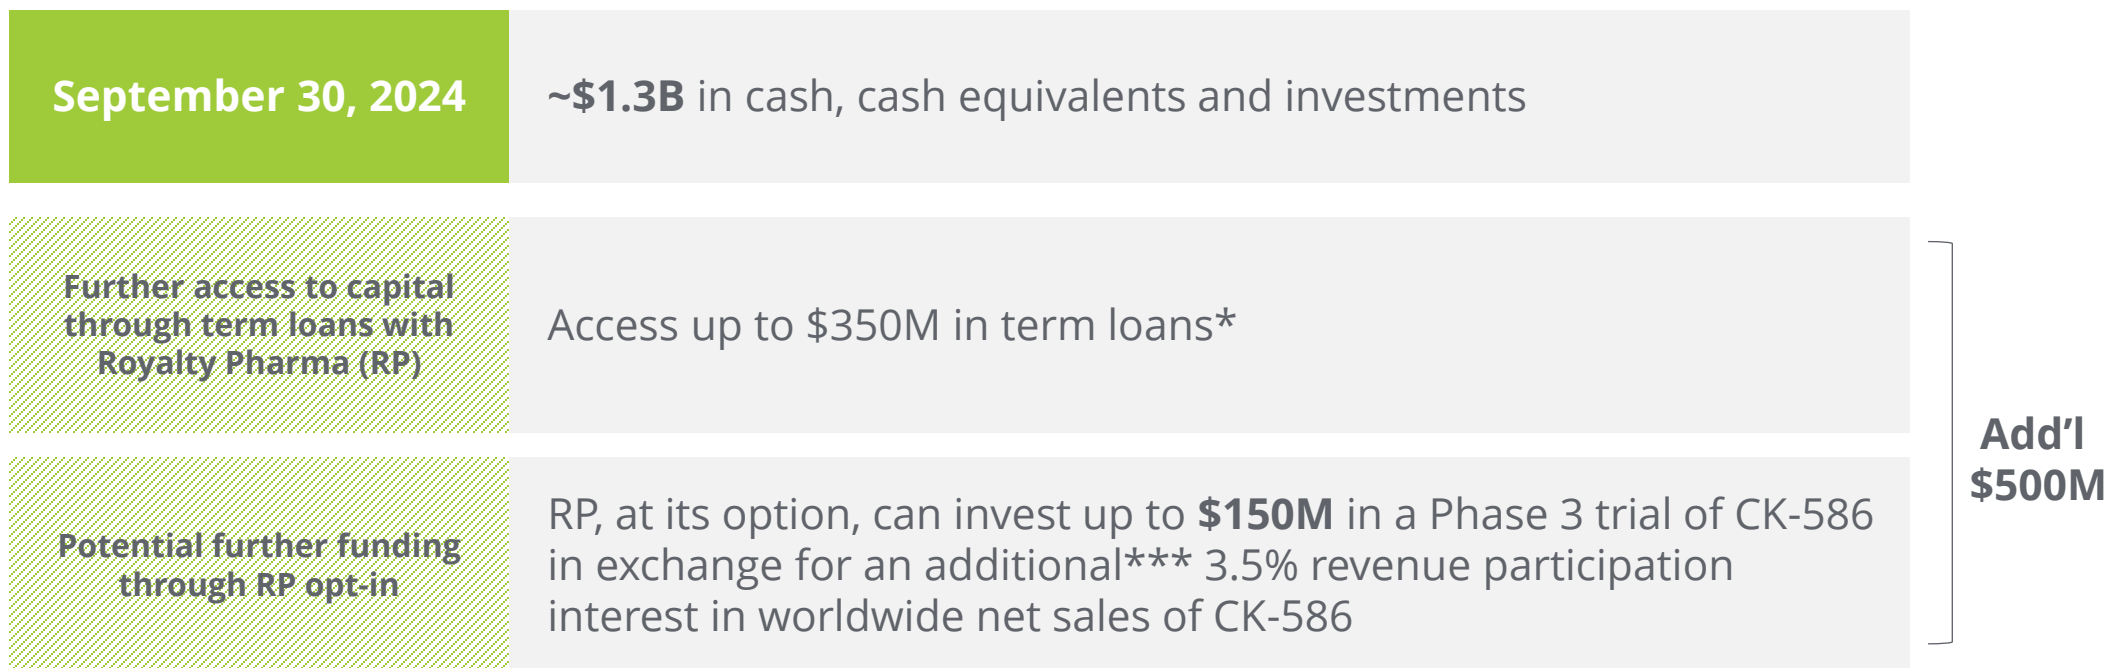 September 30, 2024
~$1.3B in cash, cash equivalents and investments
Further access to capital
through term loans with
Royalty Pharma (RP)
Access up to $350M in term loans*
Potential further funding
through RP opt-in
RP, at its option, can invest up to $150M in a Phase 3 trial of CK-586
in exchange for an additional*** 3.5% revenue participation
interest in worldwide net sales of CK-586
Add’l
$500M